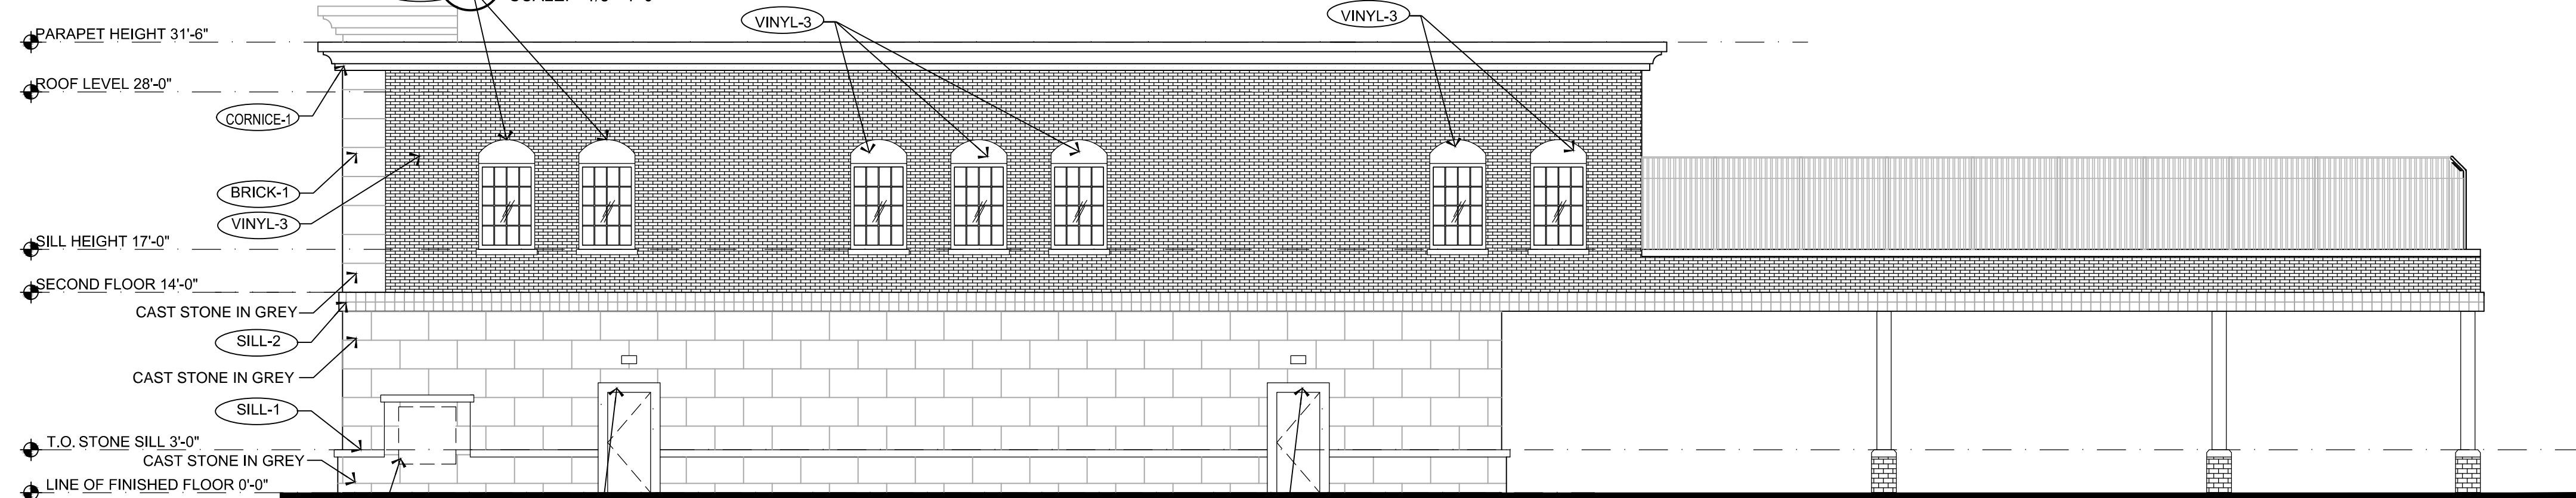 VINYL-3
VINYL-3
PARAPET HEIGHT 31'-6"
ROOF LEVEL 28'-0"
CORNICE-1
BRICK-1
VINYL-3
SILL HEIGHT 17'-0"
SECOND FLOOR 14'-0"
CAST STONE IN GREY
SILL-2
CAST STONE IN GREY
SILL-1
T.O. STONE SILL 3'-0"
CAST STONE IN GREY
LINE OF FINISHED FLOOR 0'-0"